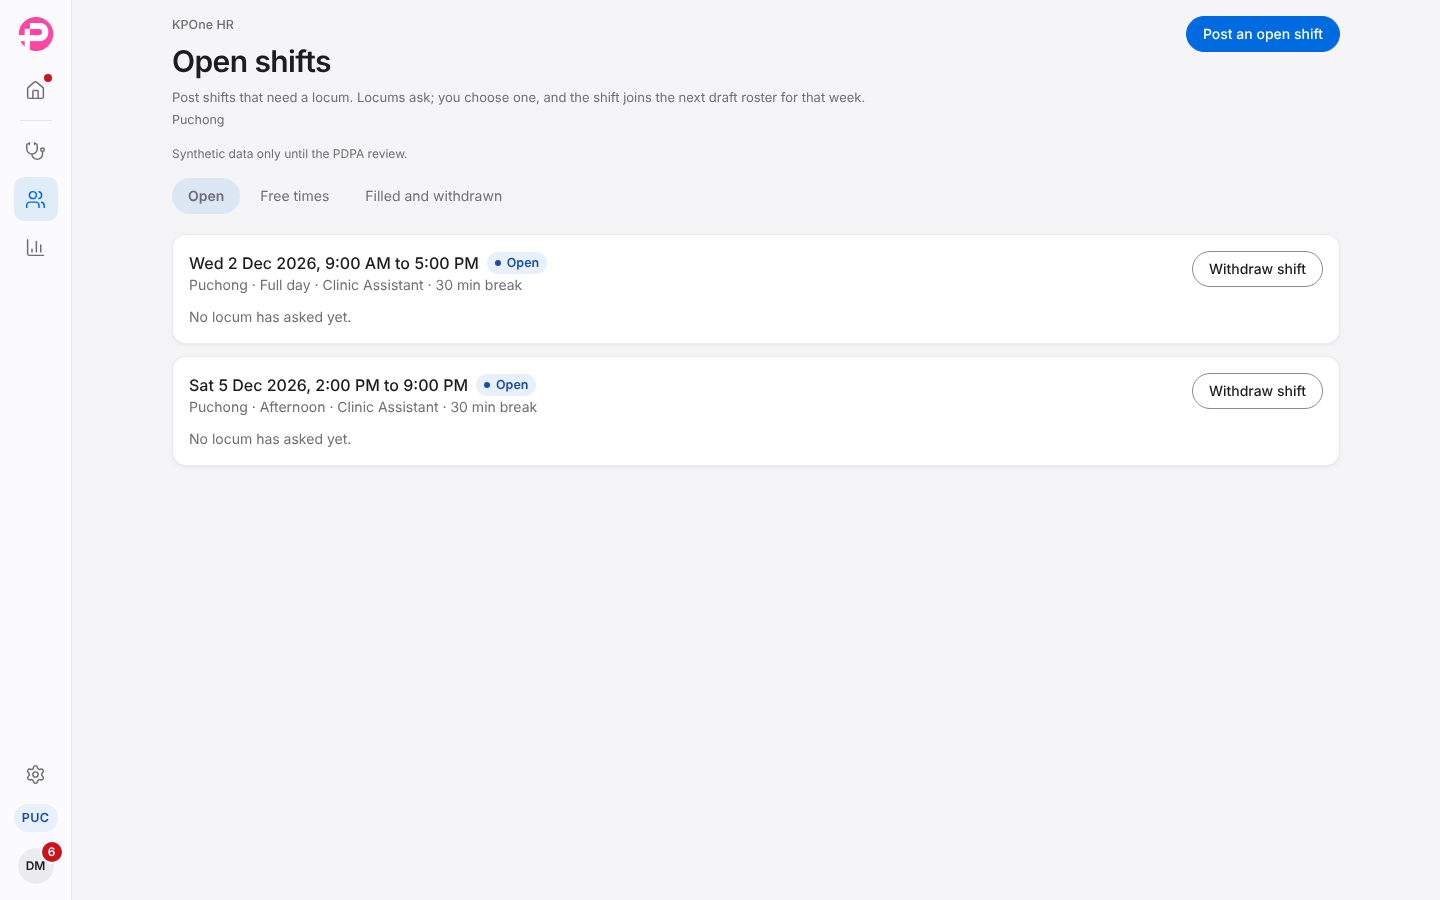 KPOne HR
Open shifts
Post an open shift
Post shifts that need a locum. Locums ask; you choose one, and the shift joins the next draft roster for that week.
Puchong
Synthetic data only until the PDPA review.
Open
Free times
Filled and withdrawn
Wed 2 Dec 2026, 9:00 AM to 5:00 PM
Open
Withdraw shift
Puchong · Full day · Clinic Assistant · 30 min break
No locum has asked yet.
Sat 5 Dec 2026, 2:00 PM to 9:00 PM
Open
Withdraw shift
Puchong · Afternoon · Clinic Assistant · 30 min break
No locum has asked yet.
PUC
6
DM